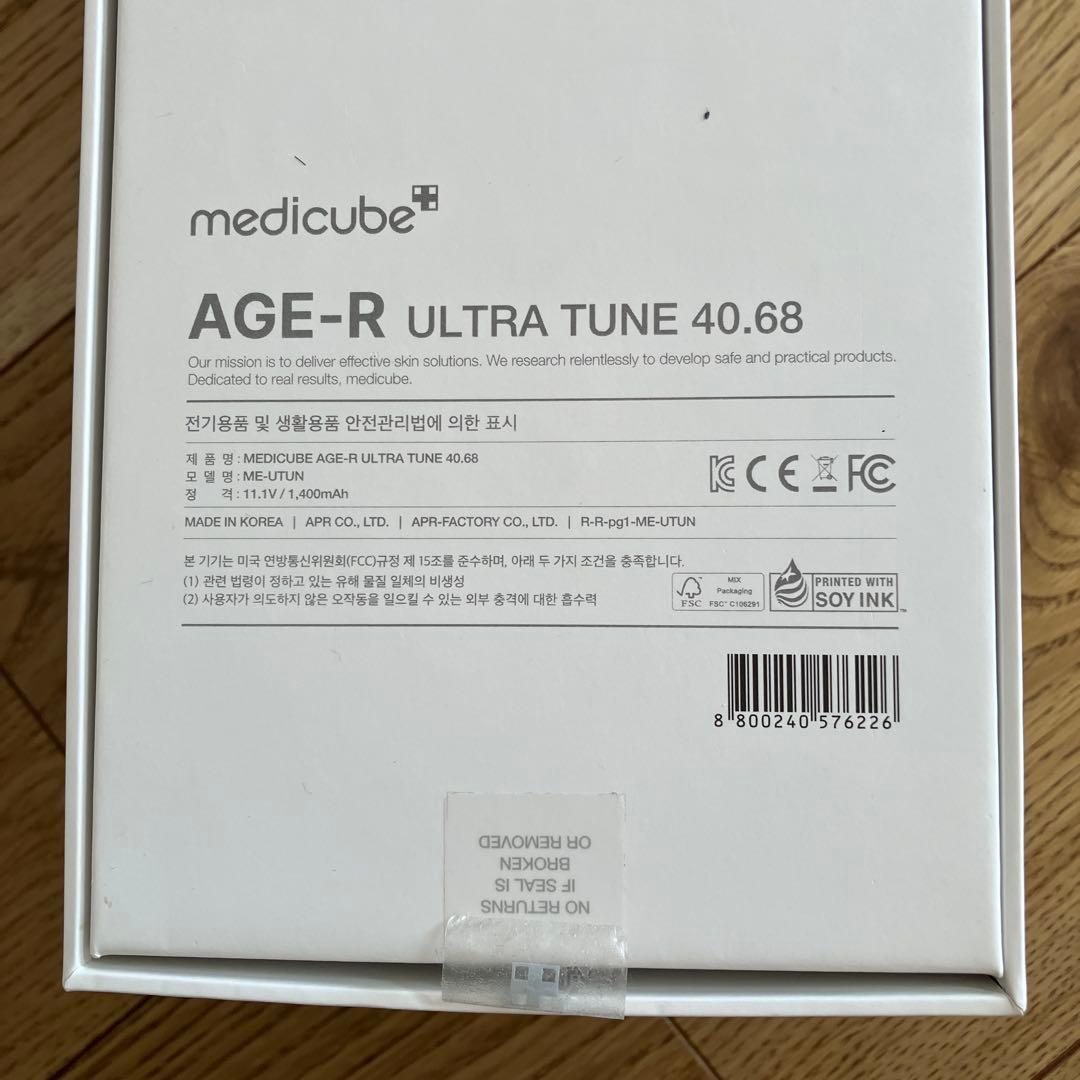 medicube
AGE-R ULTRA TUNE 40.68
Our mission is to deliver effective skin solutions. We research relentlessly to develop safe and practical products.
Dedicated to real results, medicube.
전기용품 및 생활용품 안전관리법에 의한 표시
제 품 명 : MEDICUBE AGE-R ULTRA TUNE 40.68
모 델 명 : ME-UTUN
정 격 : 11.1V / 1,400mAh
MADE IN KOREA | APR CO., LTD. | APR-FACTORY CO., LTD. | R-R-pg1-ME-UTUN
본 기기는 미국 연방통신위원회(FCC)규정 제 15조를 준수하며, 아래 두 가지 조건을 충족합니다.
(1) 관련 법령이 정하고 있는 유해 물질 일체의 비생성
(2) 사용자가 의도하지 않은 오작동을 일으킬 수 있는 외부 충격에 대한 흡수력
KC CE FC
FSC
MIX
Packaging
FSC™ C106291
PRINTED WITH
SOY INK™
8 800240 576226
NO RETURNS
IF SEAL IS
BROKEN
OR REMOVED